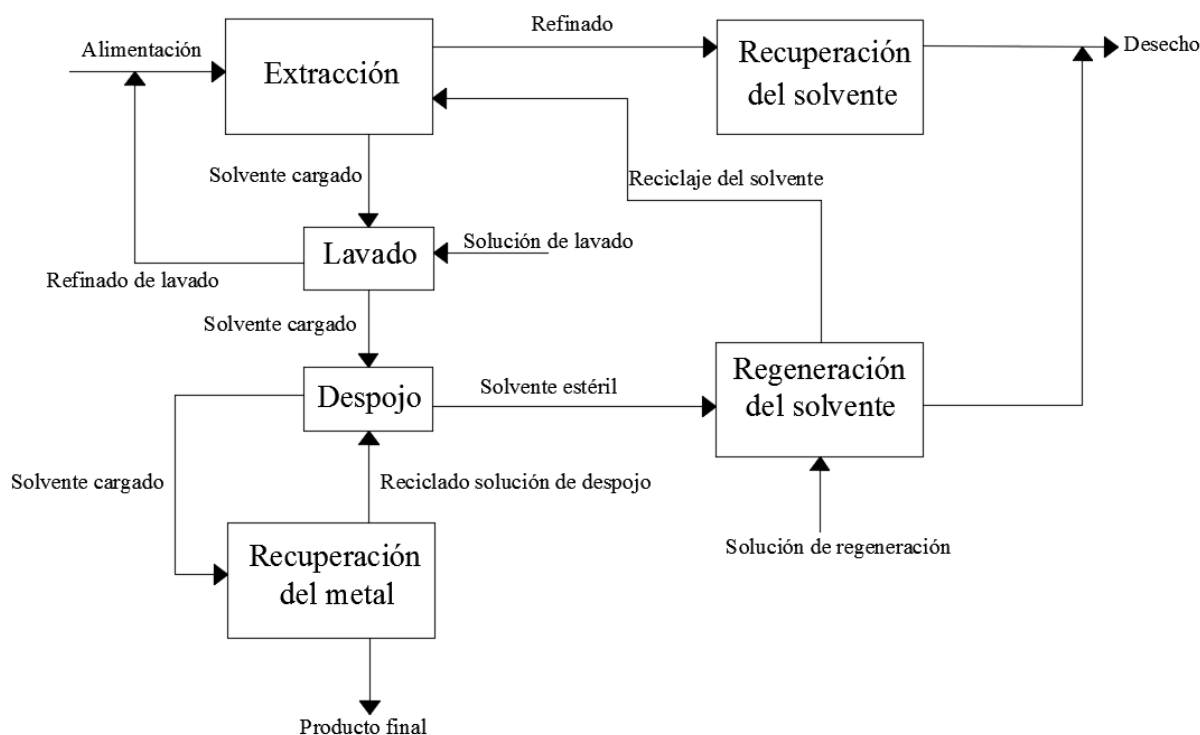 Refinado
Alimentación
Extracción
Recuperación
del solvente
Desecho
Solvente cargado
Reciclaje del solvente
Lavado
Solución de lavado
Refinado de lavado
Solvente cargado
Despojo
Solvente estéril
Regeneración
del solvente
Solvente cargado
Reciclado solución de despojo
Recuperación
del metal
Solución de regeneración
Producto final